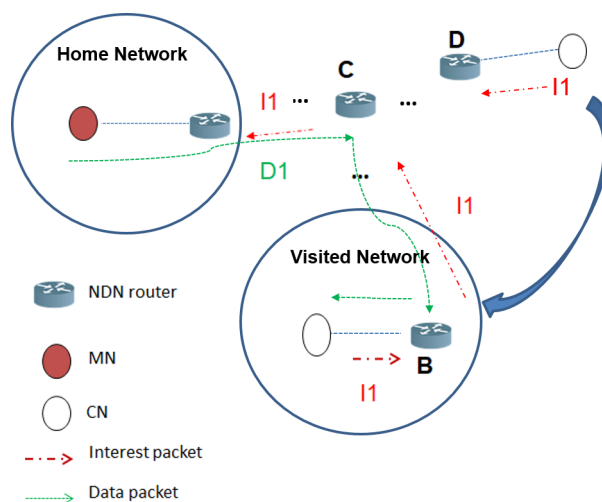 Home Network
D
C
I1
...
...
I1
D1
...
I1
Visited Network
B
I1
NDN router
MN
CN
Interest packet
Data packet